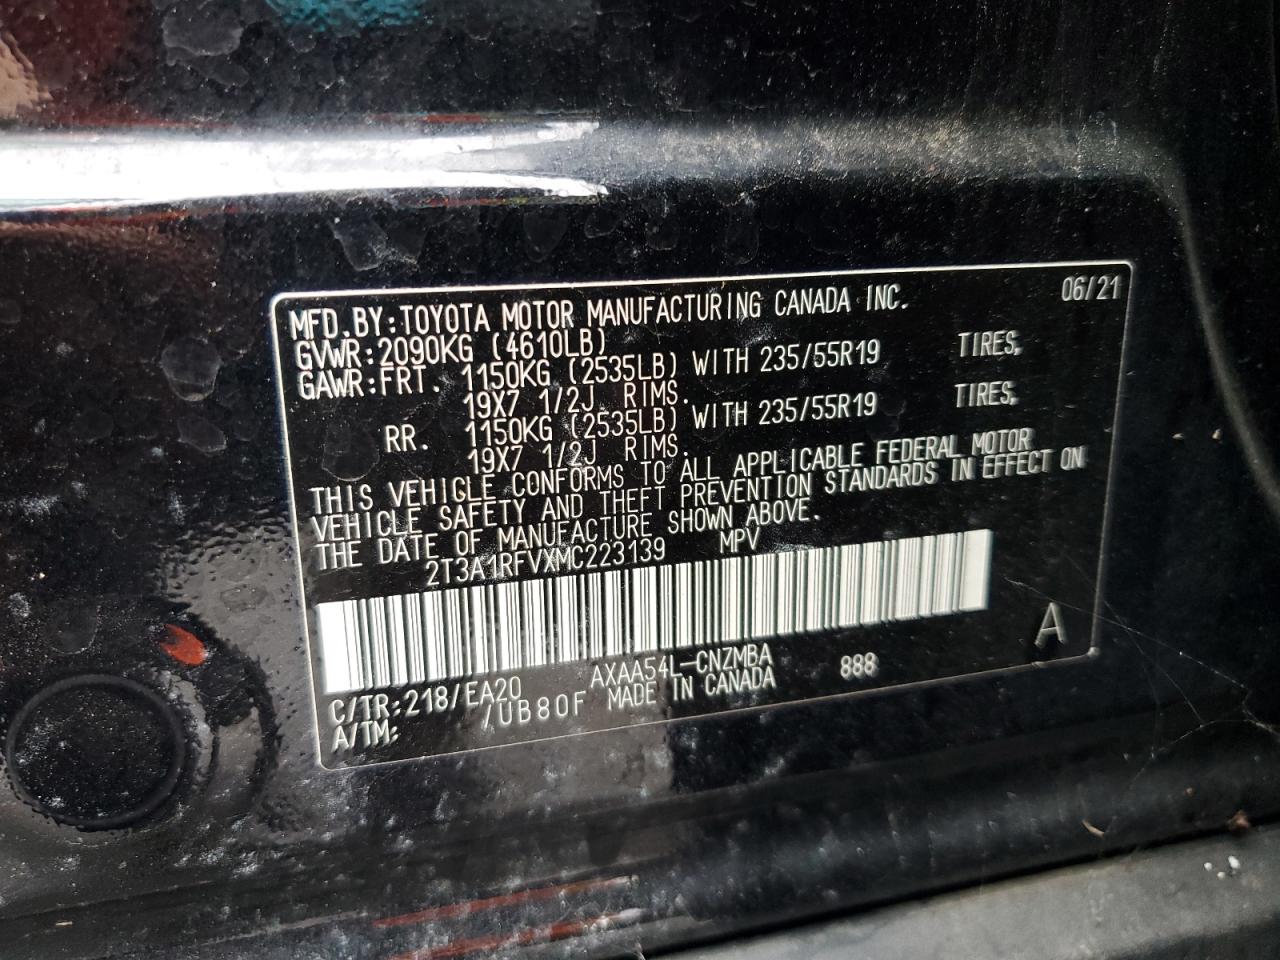 MFD.BY:TOYOTA MOTOR MANUFACTURING CANADA INC. 06/21
GVWR:2090KG (4610LB)
GAWR:FRT. 1150KG (2535LB) WITH 235/55R19 TIRES,
19X7 1/2J RIMS.
RR. 1150KG (2535LB) WITH 235/55R19 TIRES,
19X7 1/2J RIMS.
THIS VEHICLE CONFORMS TO ALL APPLICABLE FEDERAL MOTOR
VEHICLE SAFETY AND THEFT PREVENTION STANDARDS IN EFFECT ON
THE DATE OF MANUFACTURE SHOWN ABOVE.
2T3A1RFVXMC223139 MPV
A
C/TR:218/EA20 AXAA54L-CNZMBA 888
A/TM: /UB80F MADE IN CANADA